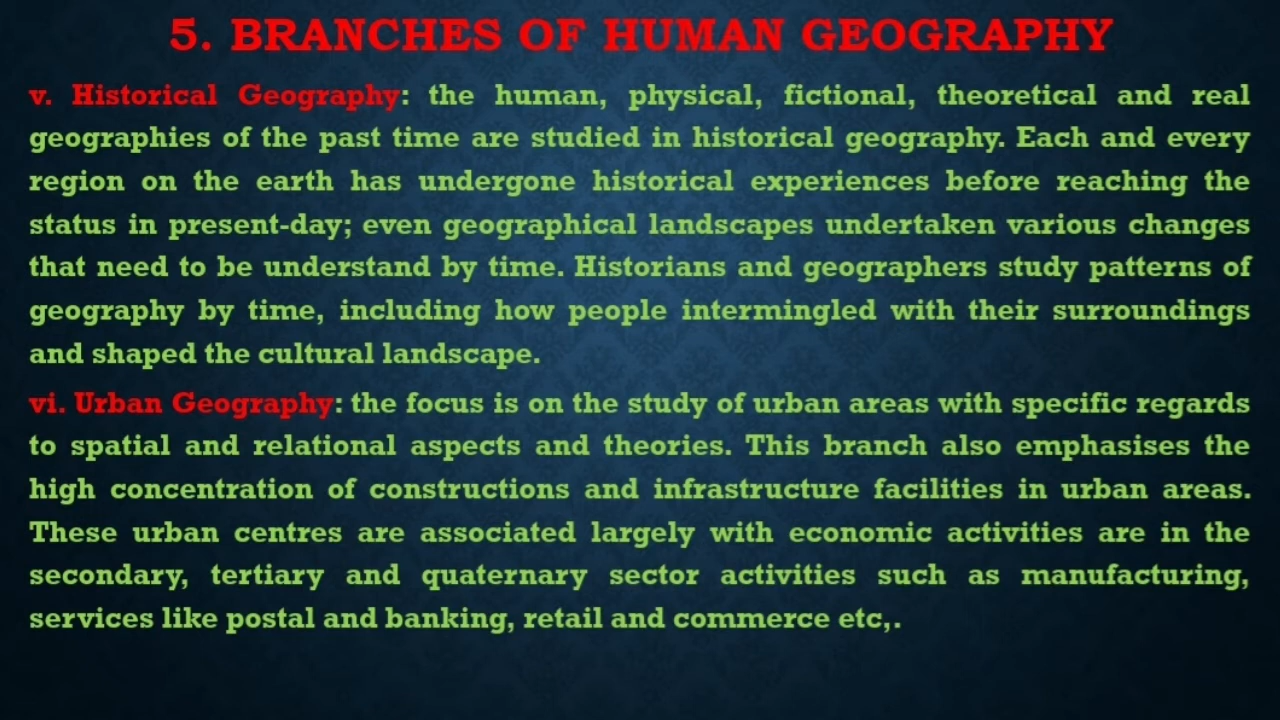 5. BRANCHES OF HUMAN GEOGRAPHY
v. Historical Geography: the human, physical, fictional, theoretical and real
geographies of the past time are studied in historical geography. Each and every
region on the earth has undergone historical experiences before reaching the
status in present-day; even geographical landscapes undertaken various changes
that need to be understand by time. Historians and geographers study patterns of
geography by time, including how people intermingled with their surroundings
and shaped the cultural landscape.
vi. Urban Geography: the focus is on the study of urban areas with specific regards
to spatial and relational aspects and theories. This branch also emphasises the
high concentration of constructions and infrastructure facilities in urban areas.
These urban centres are associated largely with economic activities are in the
secondary, tertiary and quaternary sector activities such as manufacturing,
services like postal and banking, retail and commerce etc,.